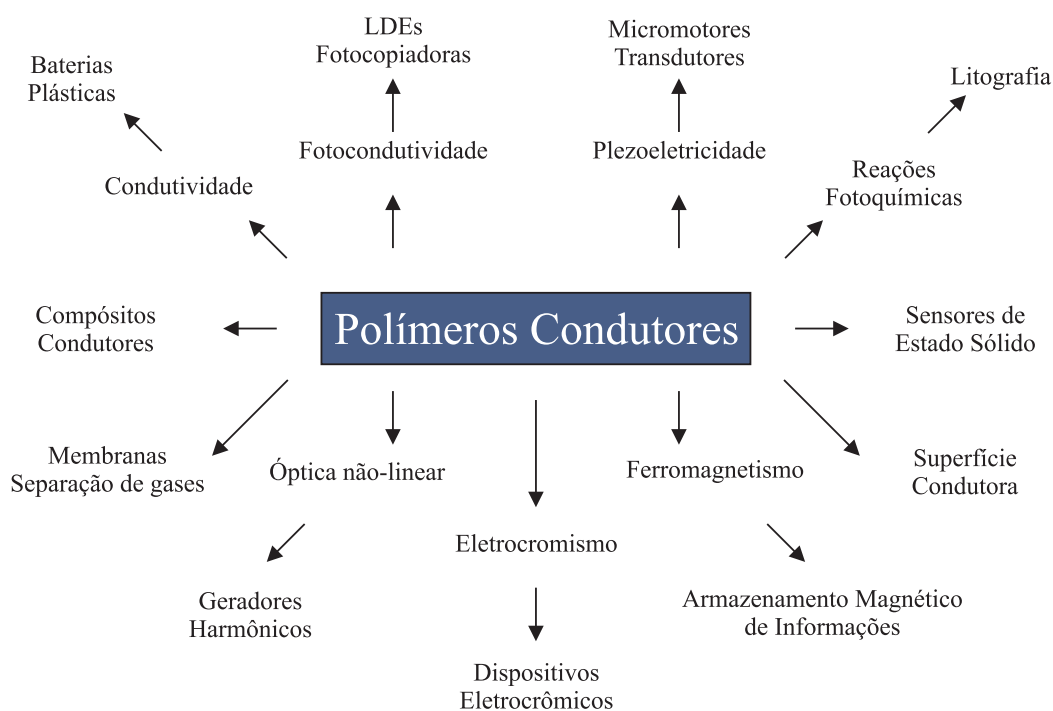 LDEs
Fotocopiadoras
Micromotores
Transdutores
Baterias
Plásticas
Litografia
Fotocondutividade
Plezoeletricidade
Condutividade
Reações
Fotoquímicas
Compósitos
Condutores
Polímeros Condutores
Sensores de
Estado Sólido
Membranas
Separação de gases
Óptica não-linear
Ferromagnetismo
Superfície
Condutora
Eletrocromismo
Geradores
Harmônicos
Armazenamento Magnético
de Informações
Dispositivos
Eletrocrômicos